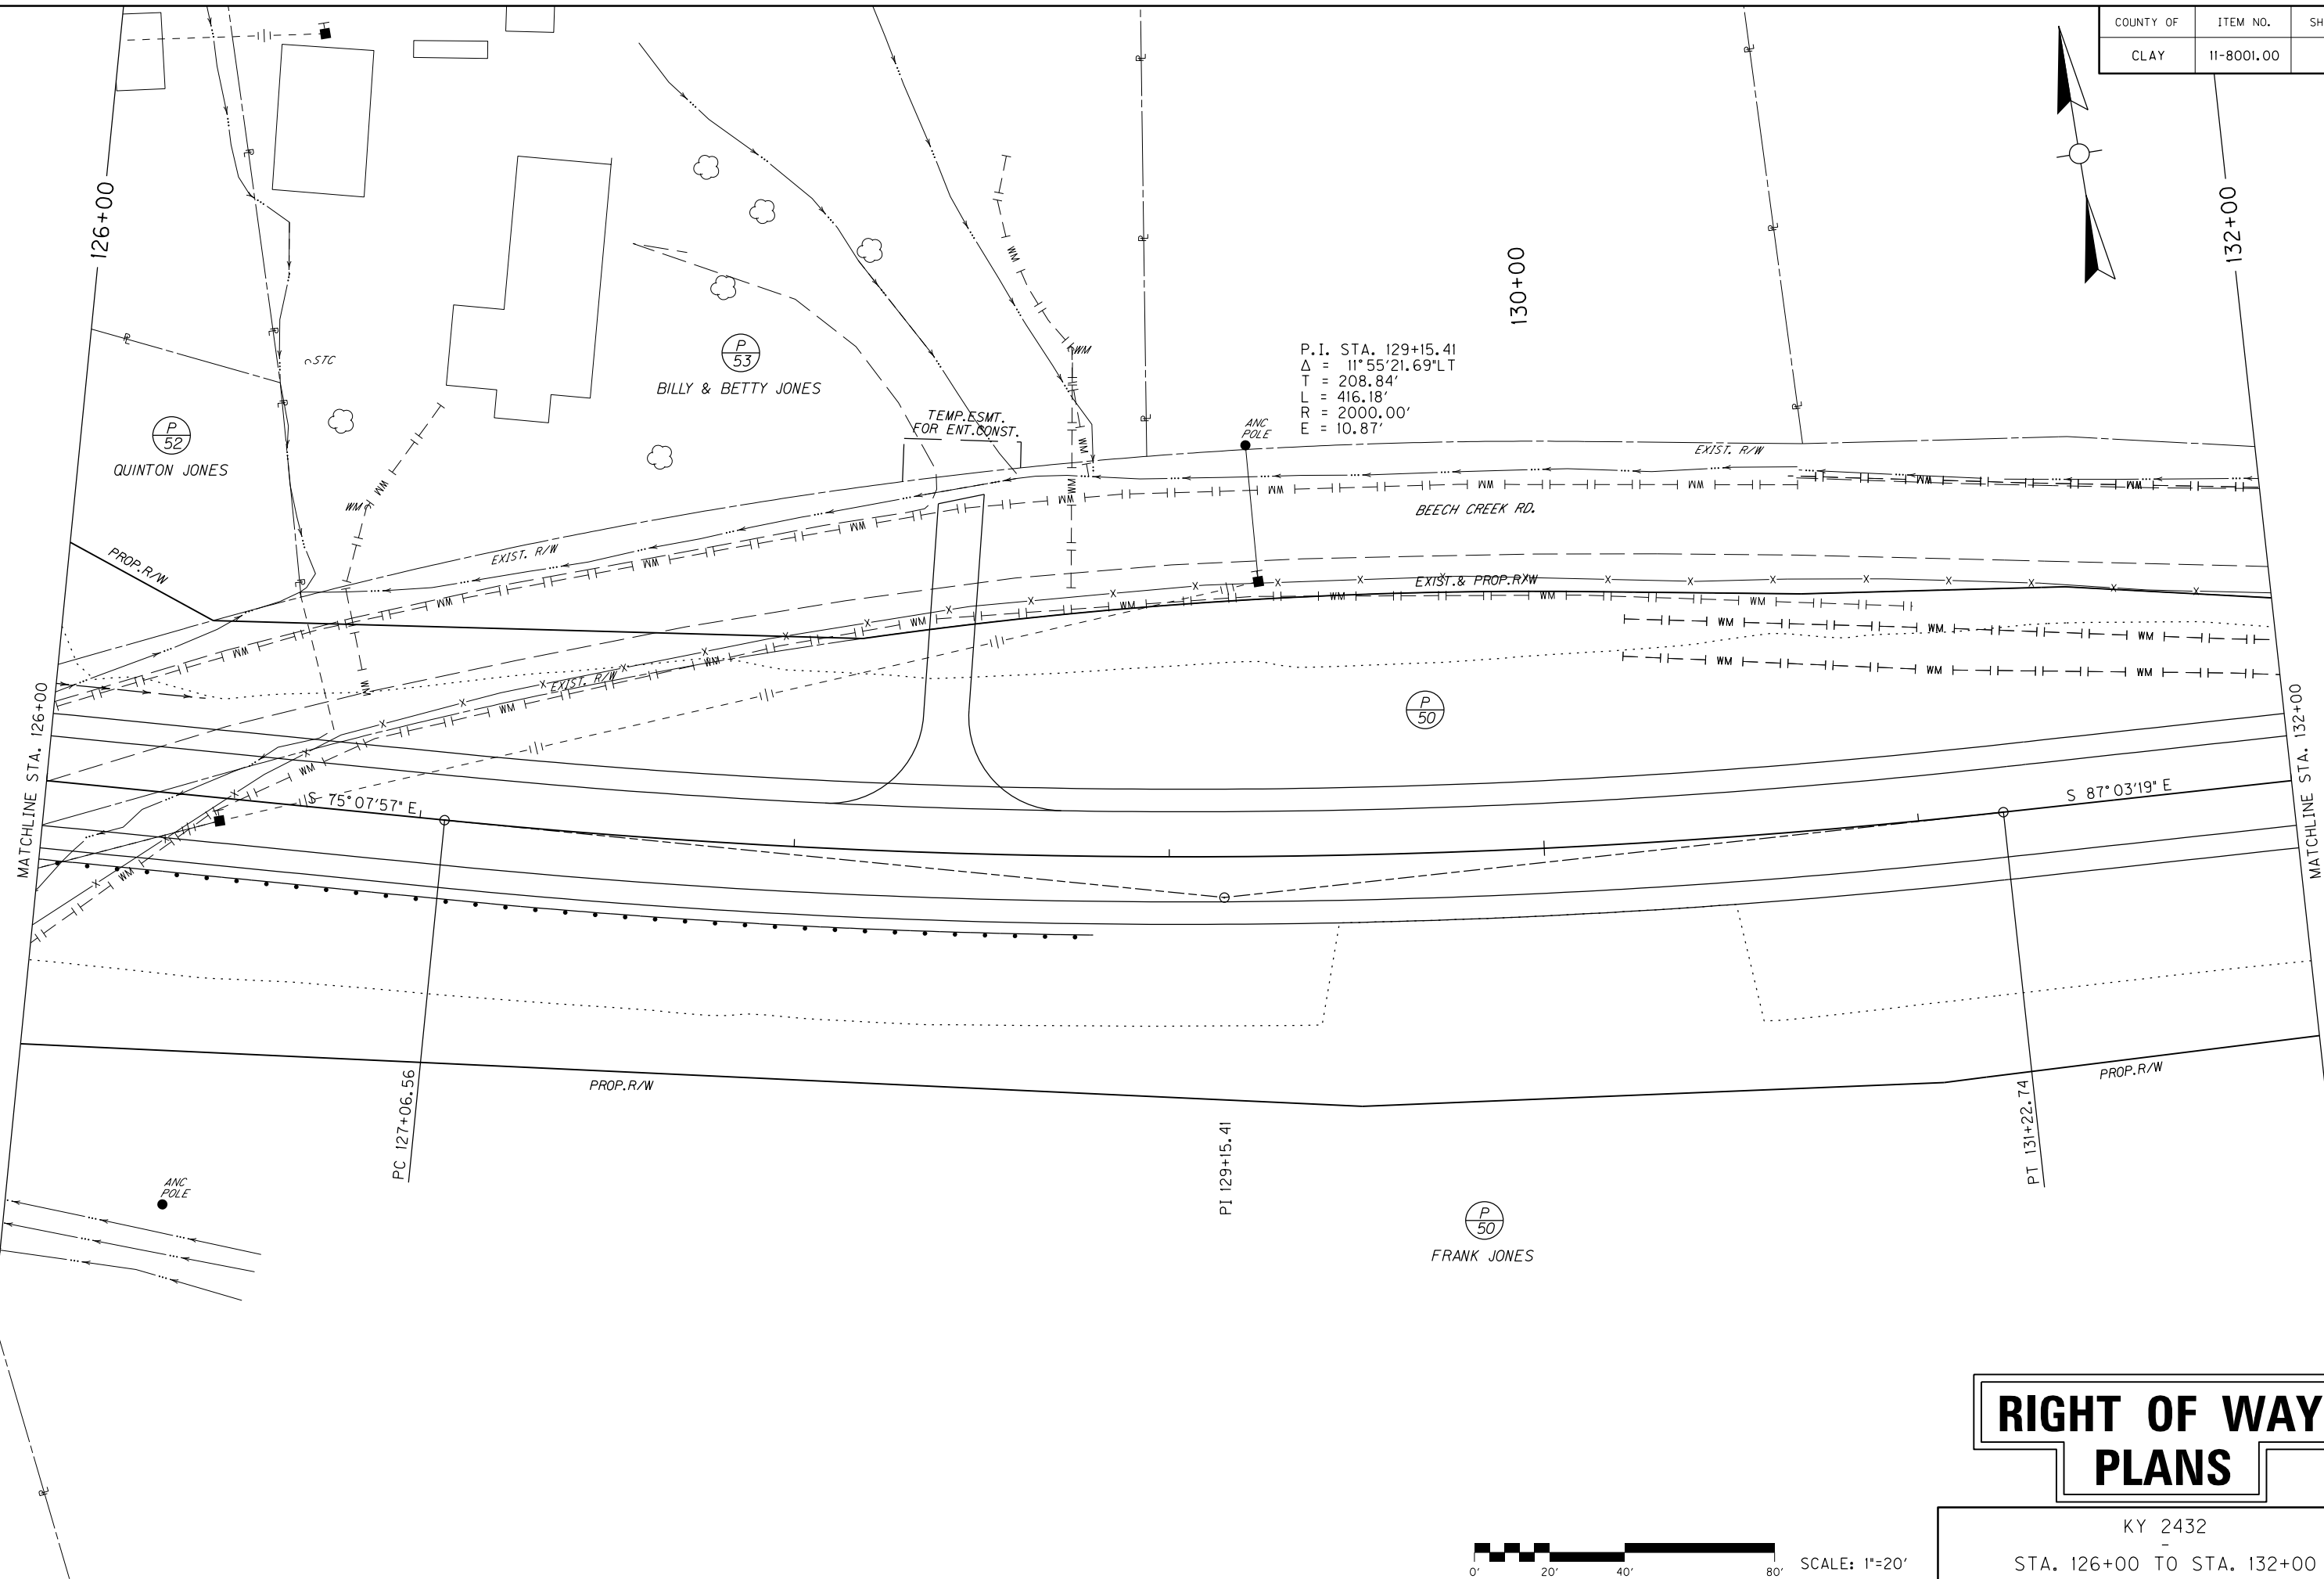 COUNTY OF ITEM NO. SH
CLAY 11-8001.00
126+00
132+00
130+00
P.I. STA. 129+15.41
Δ = 11°55'21.69"LT
T = 208.84'
L = 416.18'
R = 2000.00'
E = 10.87'
STC
P
53
BILLY & BETTY JONES
P
52
QUINTON JONES
TEMP.ESMT.
FOR ENT.CONST.
ANC
POLE
WM
WM
EXIST. R/W
EXIST. R/W
BEECH CREEK RD.
PROP.R/W
EXIST.& PROP.R/W
EXIST. R/W
P
50
MATCHLINE STA. 126+00
MATCHLINE STA. 132+00
S 75°07'57" E
S 87°03'19" E
PROP.R/W
PROP.R/W
PC 127+06.56
PI 129+15.41
PT 131+22.74
ANC
POLE
P
50
FRANK JONES
RIGHT OF WAY
PLANS
KY 2432
-
STA. 126+00 TO STA. 132+00
0' 20' 40' 80' SCALE: 1"=20'